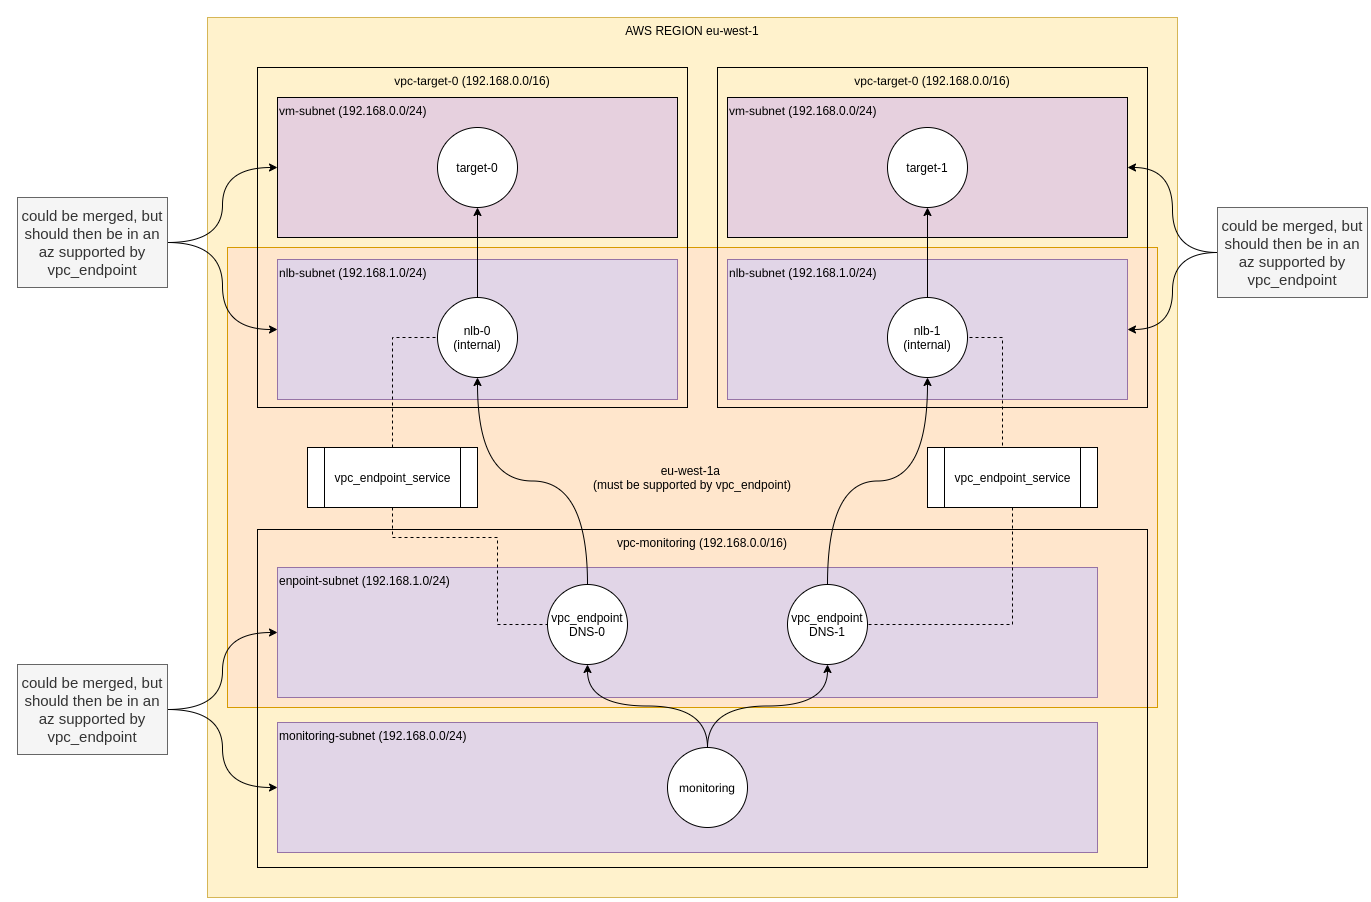 AWS REGION eu-west-1
vpc-target-0 (192.168.0.0/16)
vpc-target-0 (192.168.0.0/16)
vm-subnet (192.168.0.0/24)
vm-subnet (192.168.0.0/24)
target-0
target-1
could be merged, but
should then be in an
az supported by
vpc_endpoint
could be merged, but
should then be in an
az supported by
vpc_endpoint
nlb-subnet (192.168.1.0/24)
nlb-subnet (192.168.1.0/24)
nlb-0
(internal)
nlb-1
(internal)
vpc_endpoint_service
eu-west-1a
(must be supported by vpc_endpoint)
vpc_endpoint_service
vpc-monitoring (192.168.0.0/16)
enpoint-subnet (192.168.1.0/24)
vpc_endpoint
DNS-0
vpc_endpoint
DNS-1
could be merged, but
should then be in an
az supported by
vpc_endpoint
monitoring-subnet (192.168.0.0/24)
monitoring